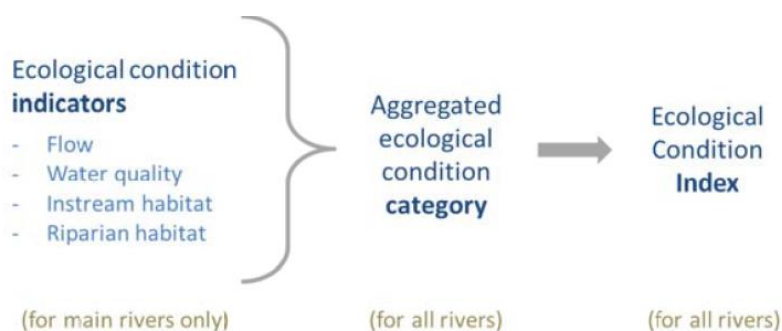 Ecological condition
indicators
- Flow
- Water quality
- Instream habitat
- Riparian habitat
(for main rivers only)
Aggregated
ecological
condition
category
(for all rivers)
Ecological
Condition
Index
(for all rivers)